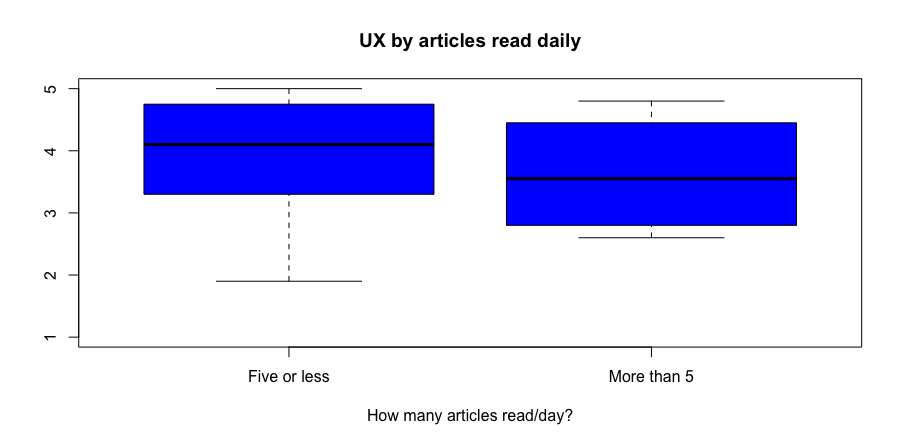 UX by articles read daily
5
4
3
2
1
Five or less More than 5
How many articles read/day?